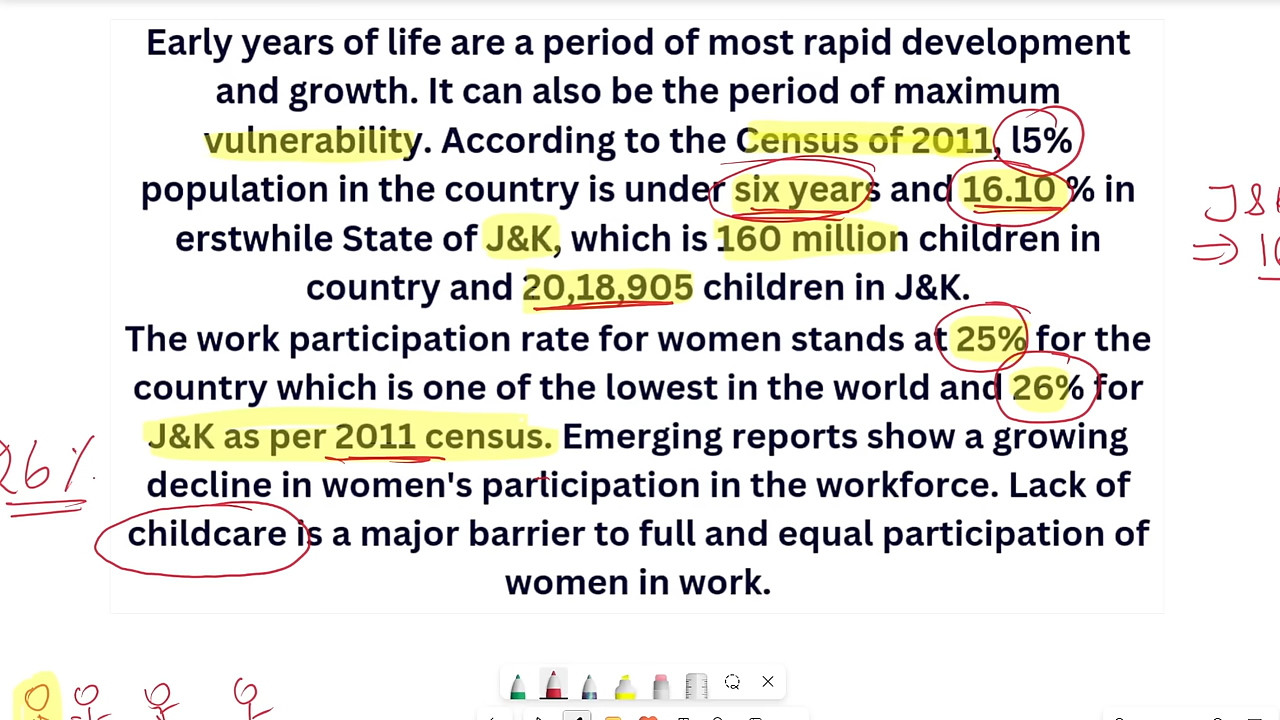 Early years of life are a period of most rapid development
and growth. It can also be the period of maximum
vulnerability. According to the Census of 2011, l5%
population in the country is under six years and 16.10 % in
erstwhile State of J&K, which is 160 million children in
country and 20,18,905 children in J&K.
The work participation rate for women stands at 25% for the
country which is one of the lowest in the world and 26% for
J&K as per 2011 census. Emerging reports show a growing
decline in women's participation in the workforce. Lack of
childcare is a major barrier to full and equal participation of
women in work.
26%